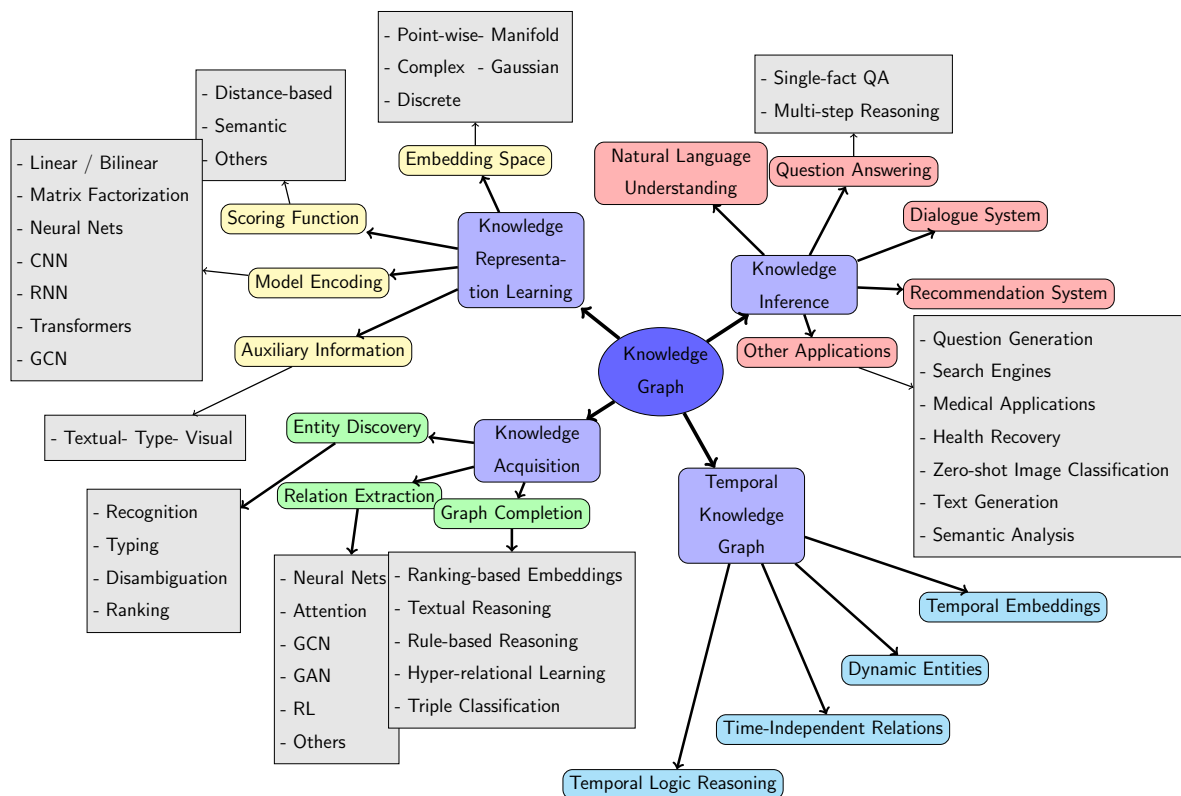 - Point-wise- Manifold
- Complex - Gaussian
- Discrete
- Distance-based
- Semantic
- Others
- Linear / Bilinear
- Matrix Factorization
- Neural Nets
- CNN
- RNN
- Transformers
- GCN
Embedding Space
Scoring Function
Model Encoding
Auxiliary Information
- Textual- Type- Visual
Knowledge
Representa-
tion Learning
- Single-fact QA
- Multi-step Reasoning
Natural Language
Understanding
Question Answering
Dialogue System
Recommendation System
Other Applications
Knowledge
Inference
- Question Generation
- Search Engines
- Medical Applications
- Health Recovery
- Zero-shot Image Classification
- Text Generation
- Semantic Analysis
Knowledge
Graph
Knowledge
Acquisition
Entity Discovery
Relation Extraction
Graph Completion
- Recognition
- Typing
- Disambiguation
- Ranking
- Neural Nets
- Attention
- GCN
- GAN
- RL
- Others
- Ranking-based Embeddings
- Textual Reasoning
- Rule-based Reasoning
- Hyper-relational Learning
- Triple Classification
Temporal
Knowledge
Graph
Temporal Embeddings
Dynamic Entities
Time-Independent Relations
Temporal Logic Reasoning